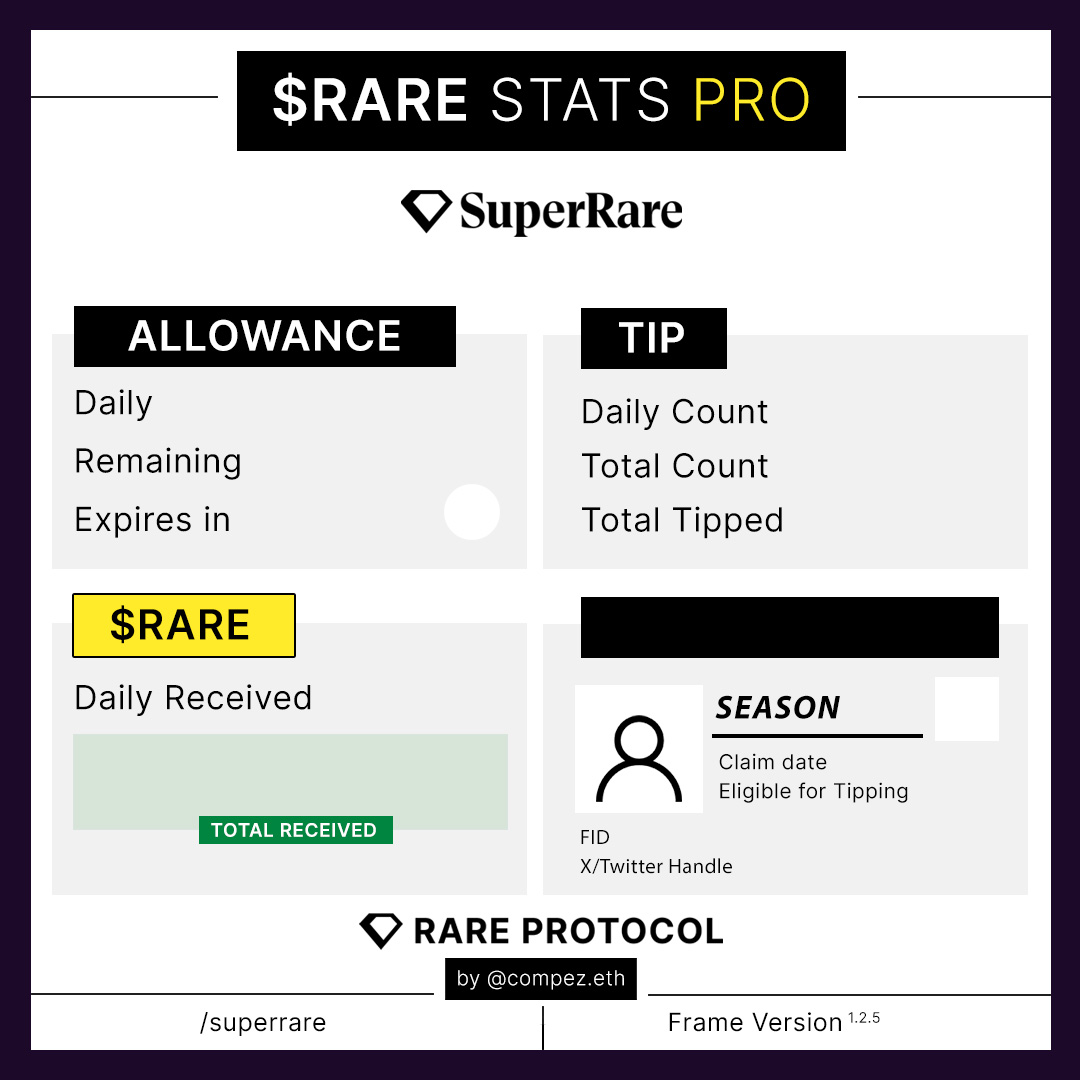 $RARE STATS PRO
SuperRare
ALLOWANCE
Daily
Remaining
Expires in
TIP
Daily Count
Total Count
Total Tipped
$RARE
Daily Received
TOTAL RECEIVED
SEASON
Claim date
Eligible for Tipping
FID
X/Twitter Handle
RARE PROTOCOL
by @compez.eth
/superrare
Frame Version 1.2.5